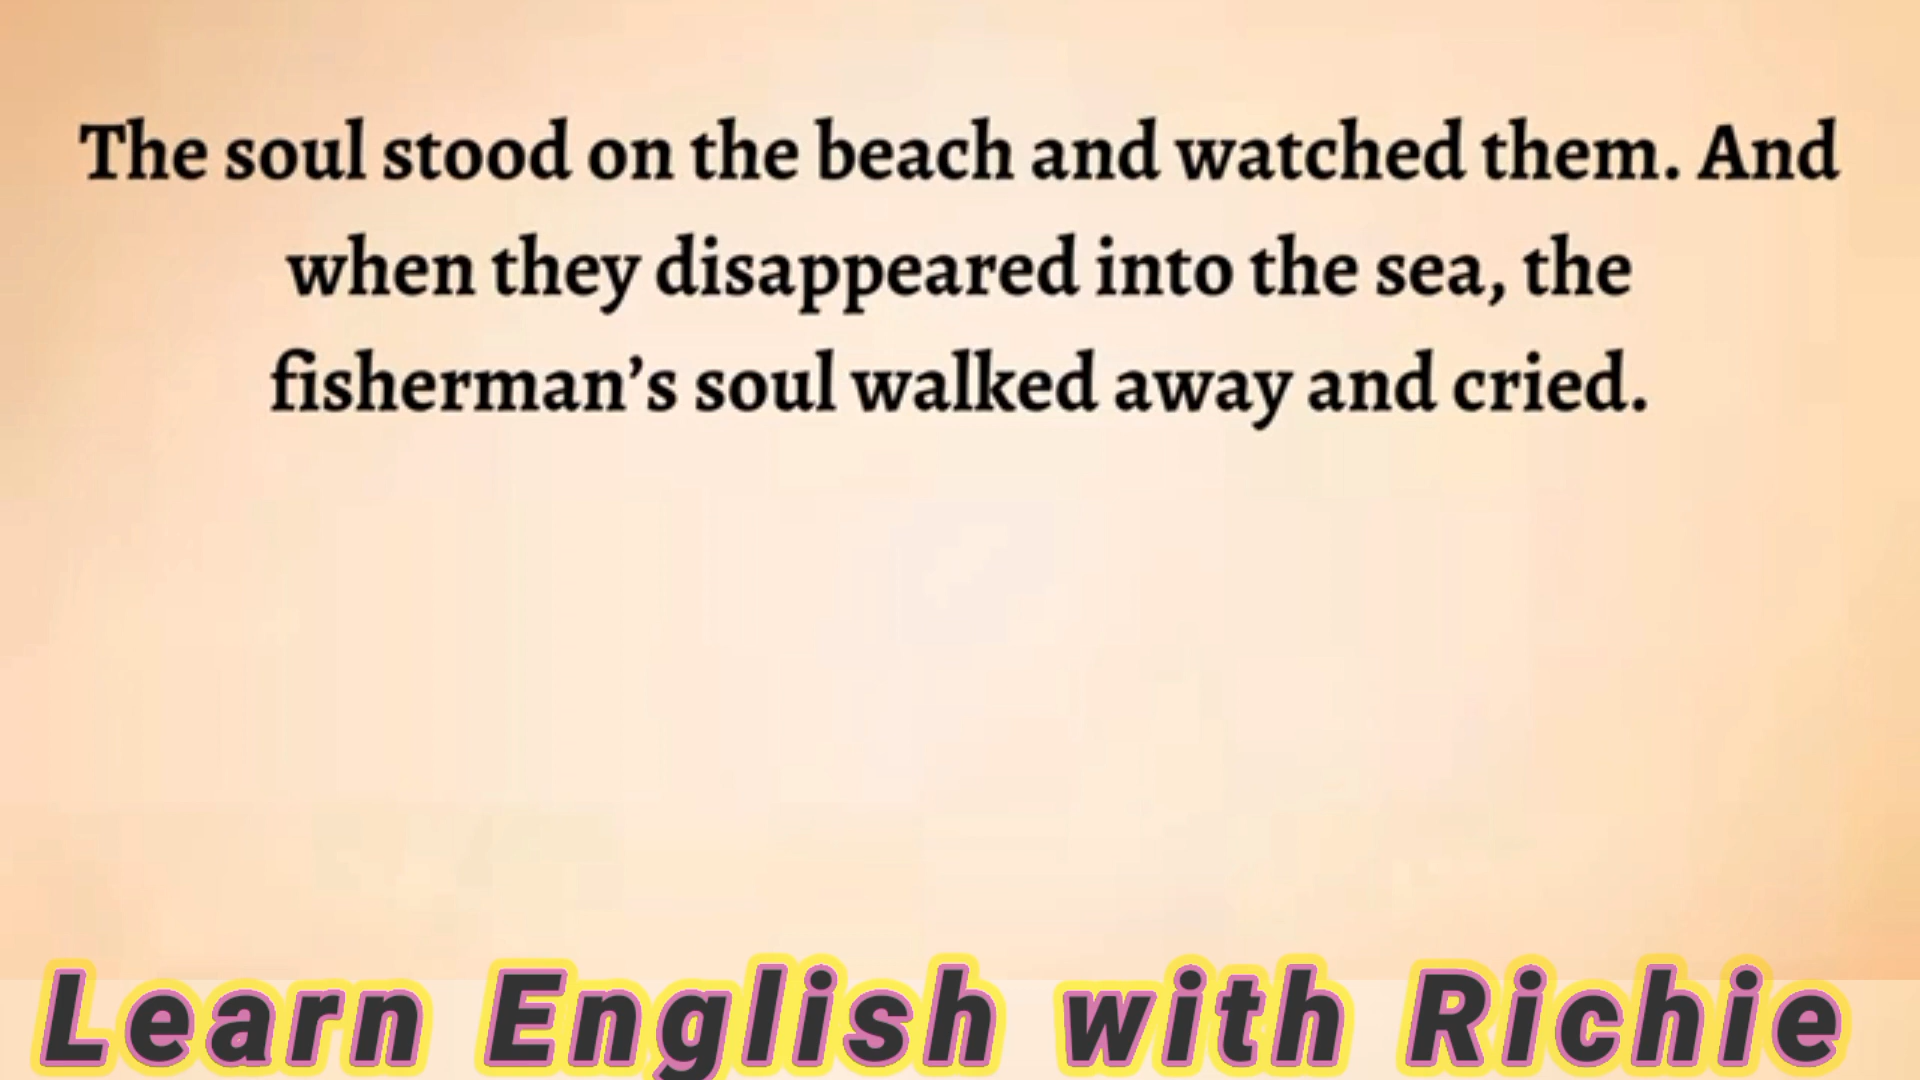 The soul stood on the beach and watched them. And
when they disappeared into the sea, the
fisherman’s soul walked away and cried.
Learn English with Richie